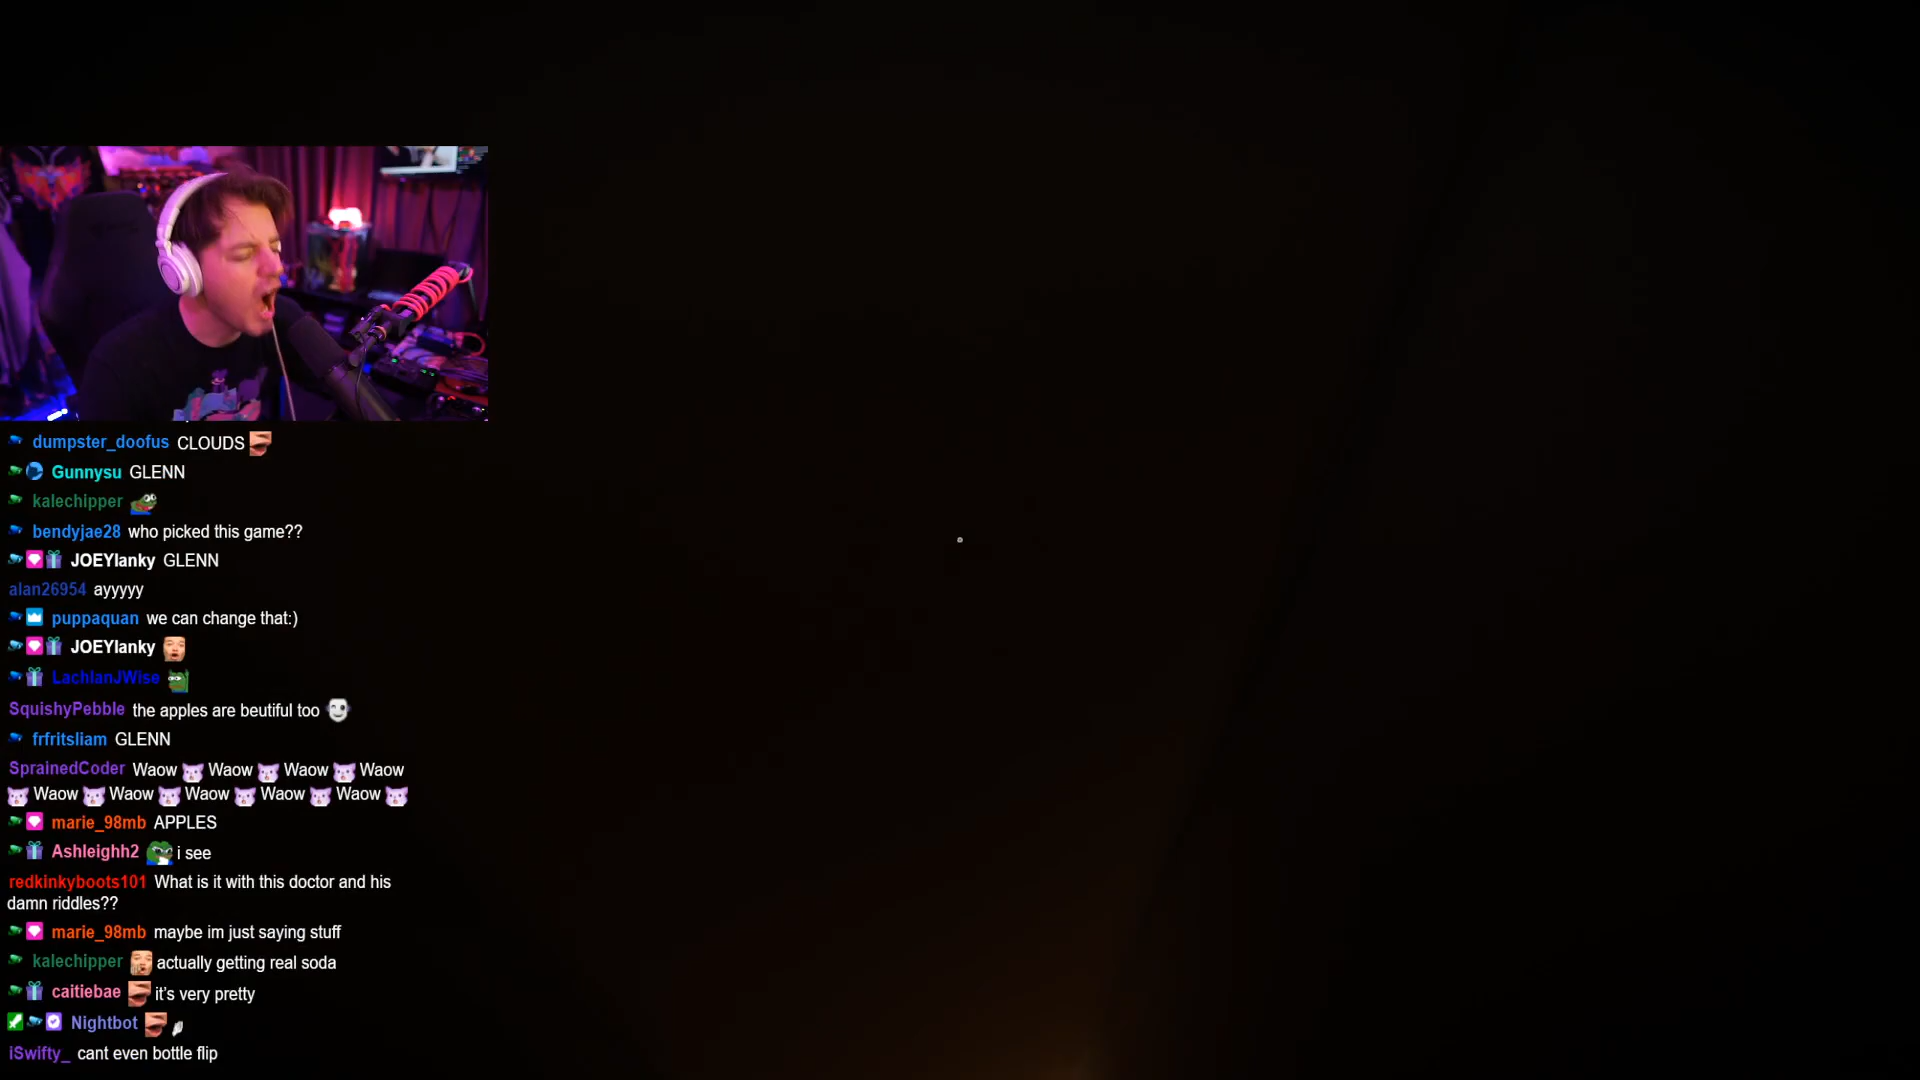 dumpster_doofus CLOUDS
Gunnysu GLENN
kalechipper
bendyjae28 who picked this game??
JOEYlanky GLENN
alan26954 ayyyyy
puppaquan we can change that:)
JOEYlanky
LachlanJWise
SquishyPebble the apples are beutiful too
frfritsliam GLENN
SprainedCoder Waow Waow Waow Waow
Waow Waow Waow Waow Waow
marie_98mb APPLES
Ashleighh2 i see
redkinkyboots101 What is it with this doctor and his
damn riddles??
marie_98mb maybe im just saying stuff
kalechipper actually getting real soda
caitiebae it's very pretty
Nightbot
iSwifty_ cant even bottle flip